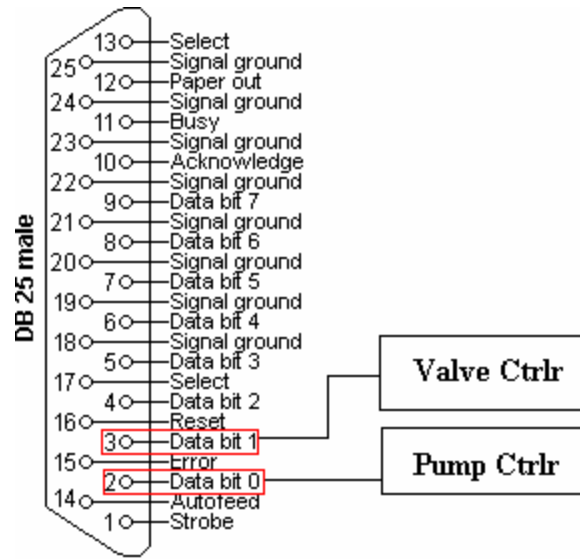 13 Select
25 Signal ground
12 Paper out
24 Signal ground
11 Busy
23 Signal ground
10 Acknowledge
22 Signal ground
9 Data bit 7
21 Signal ground
8 Data bit 6
20 Signal ground
7 Data bit 5
19 Signal ground
6 Data bit 4
18 Signal ground
5 Data bit 3
17 Select
4 Data bit 2
16 Reset
3 Data bit 1
15 Error
2 Data bit 0
14 Autofeed
1 Strobe
DB 25 male
Valve Ctrlr
Pump Ctrlr